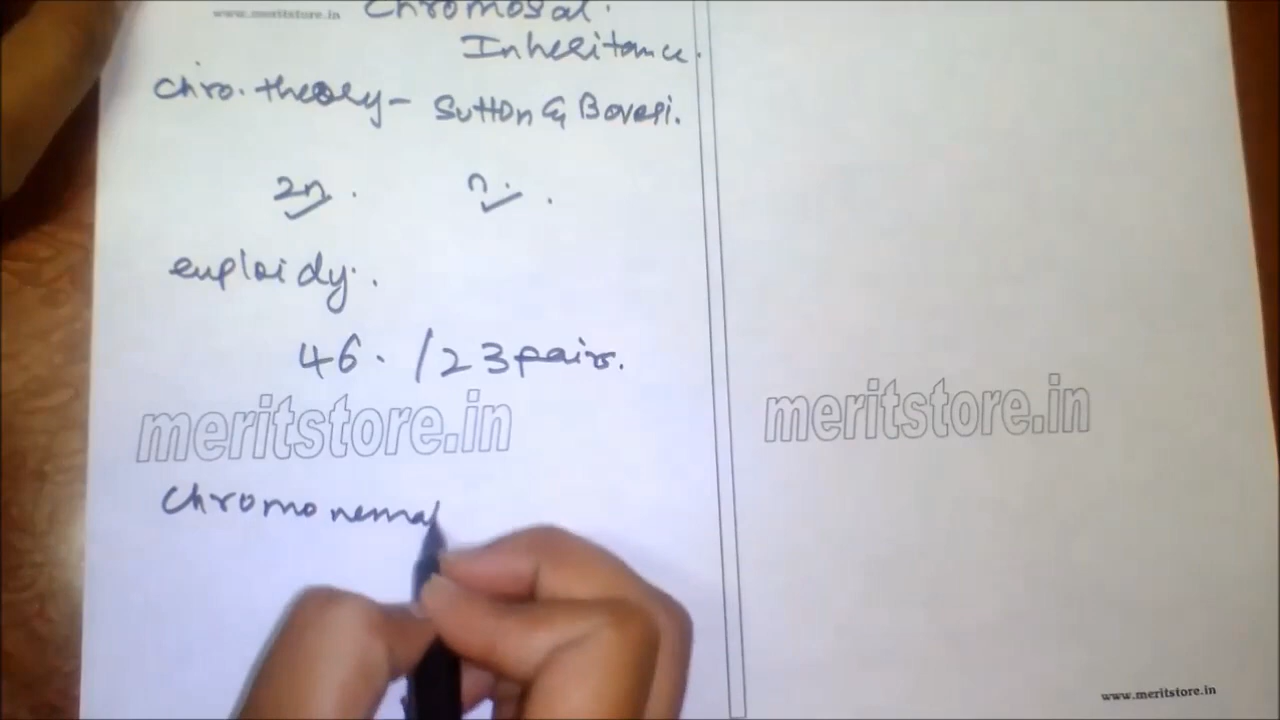 www.meritstore.in
Chromosal.
Inheritance.
Chro. theory - Sutton & Boveri.
2n. n.
euploidy.
46. / 23 pairs.
meritstore.in meritstore.in
Chromonema
www.meritstore.in